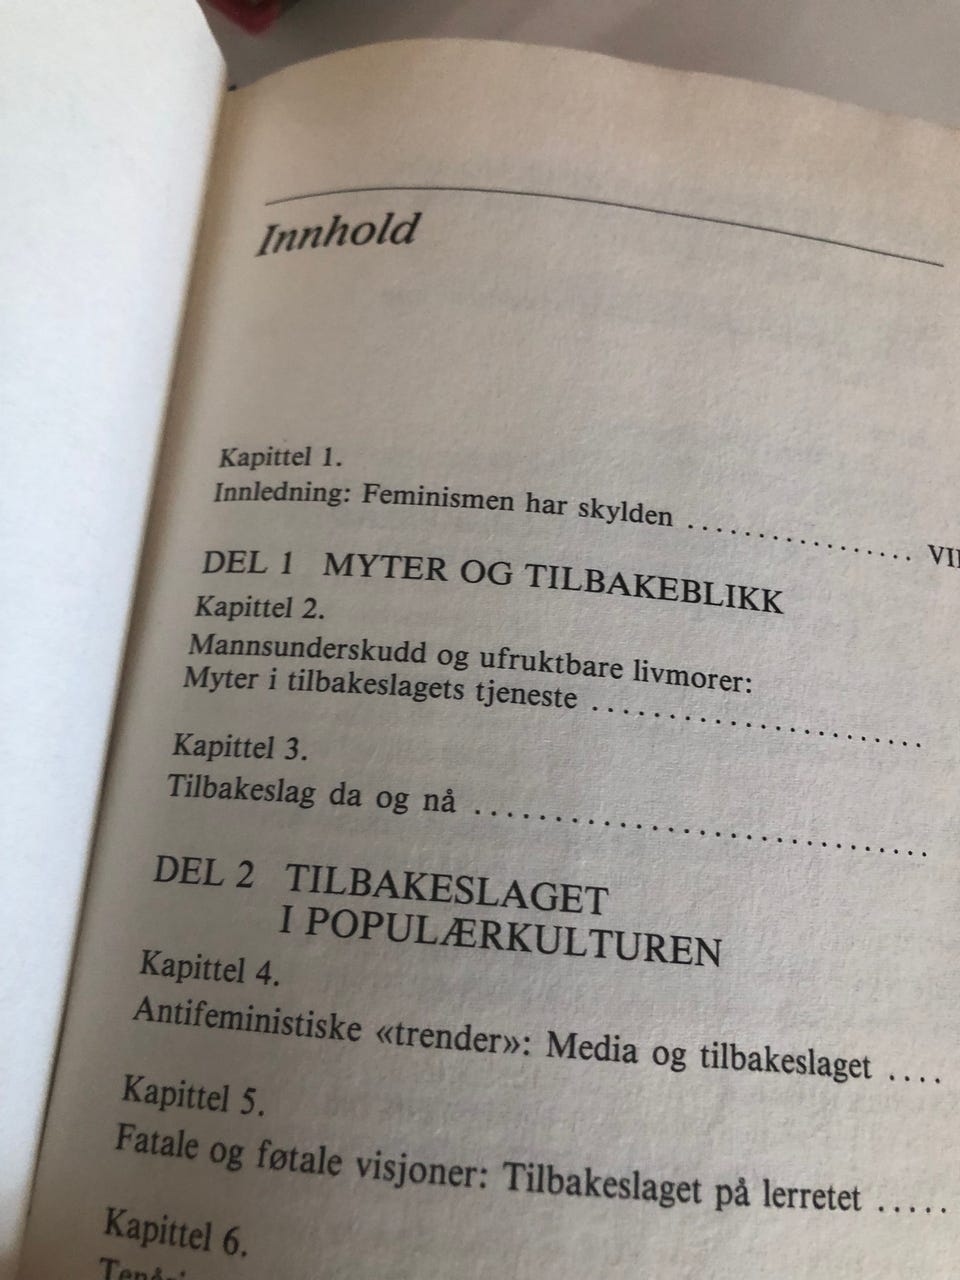 Innhold
Kapittel 1.
Innledning: Feminismen har skylden ................
DEL 1 MYTER OG TILBAKEBLIKK
Kapittel 2.
Mannsunderskudd og ufruktbare livmorer:
Myter i tilbakeslagets tjeneste ......................
Kapittel 3.
Tilbakeslag da og nå ..............................
DEL 2 TILBAKESLAGET
I POPULÆRKULTUREN
Kapittel 4.
Antifeministiske «trender»: Media og tilbakeslaget ....
Kapittel 5.
Fatale og føtale visjoner: Tilbakeslaget på lerretet .....
Kapittel 6.